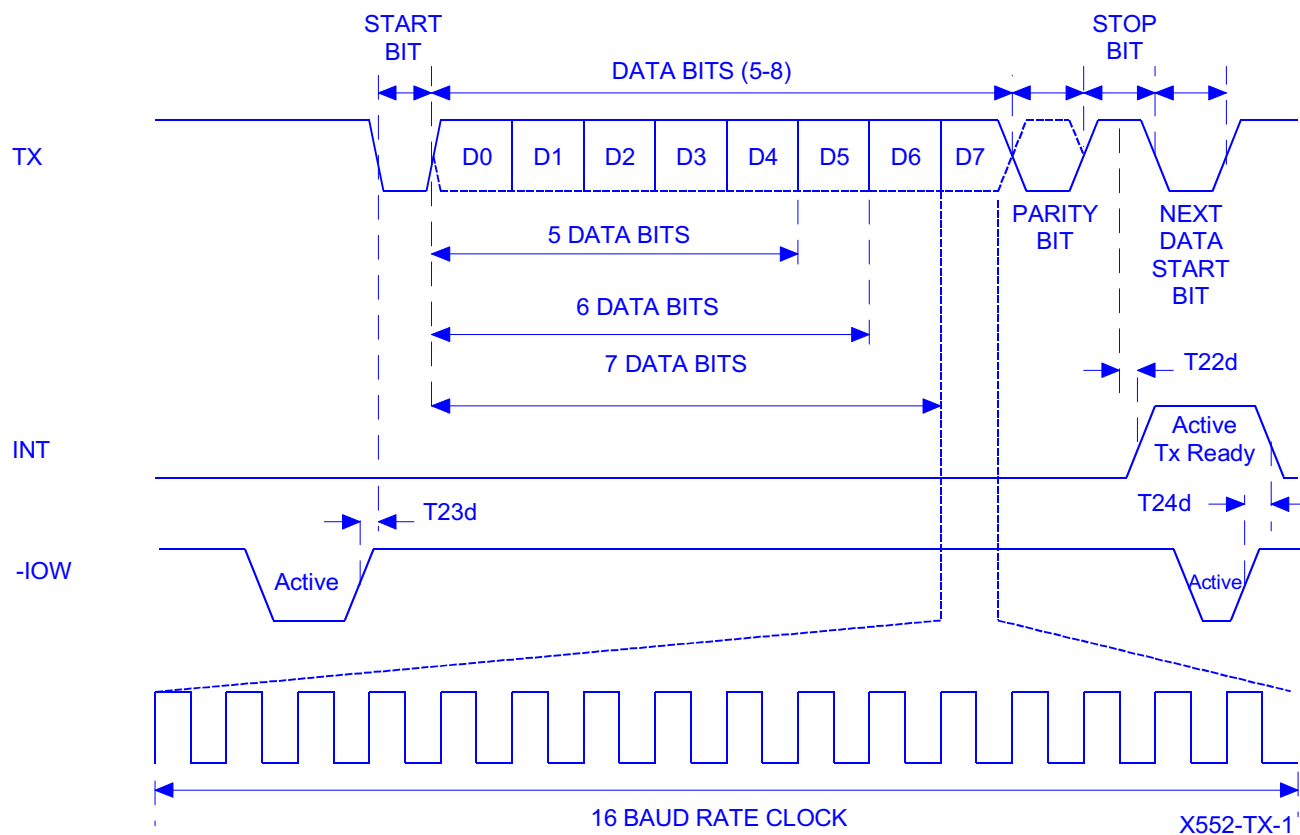 START
BIT
STOP
BIT
DATA BITS (5-8)
TX
D0 D1 D2 D3 D4 D5 D6 D7
PARITY
BIT
NEXT
DATA
START
BIT
5 DATA BITS
6 DATA BITS
7 DATA BITS
T22d
INT
Active
Tx Ready
T23d
T24d
-IOW
Active
Active
16 BAUD RATE CLOCK
X552-TX-1